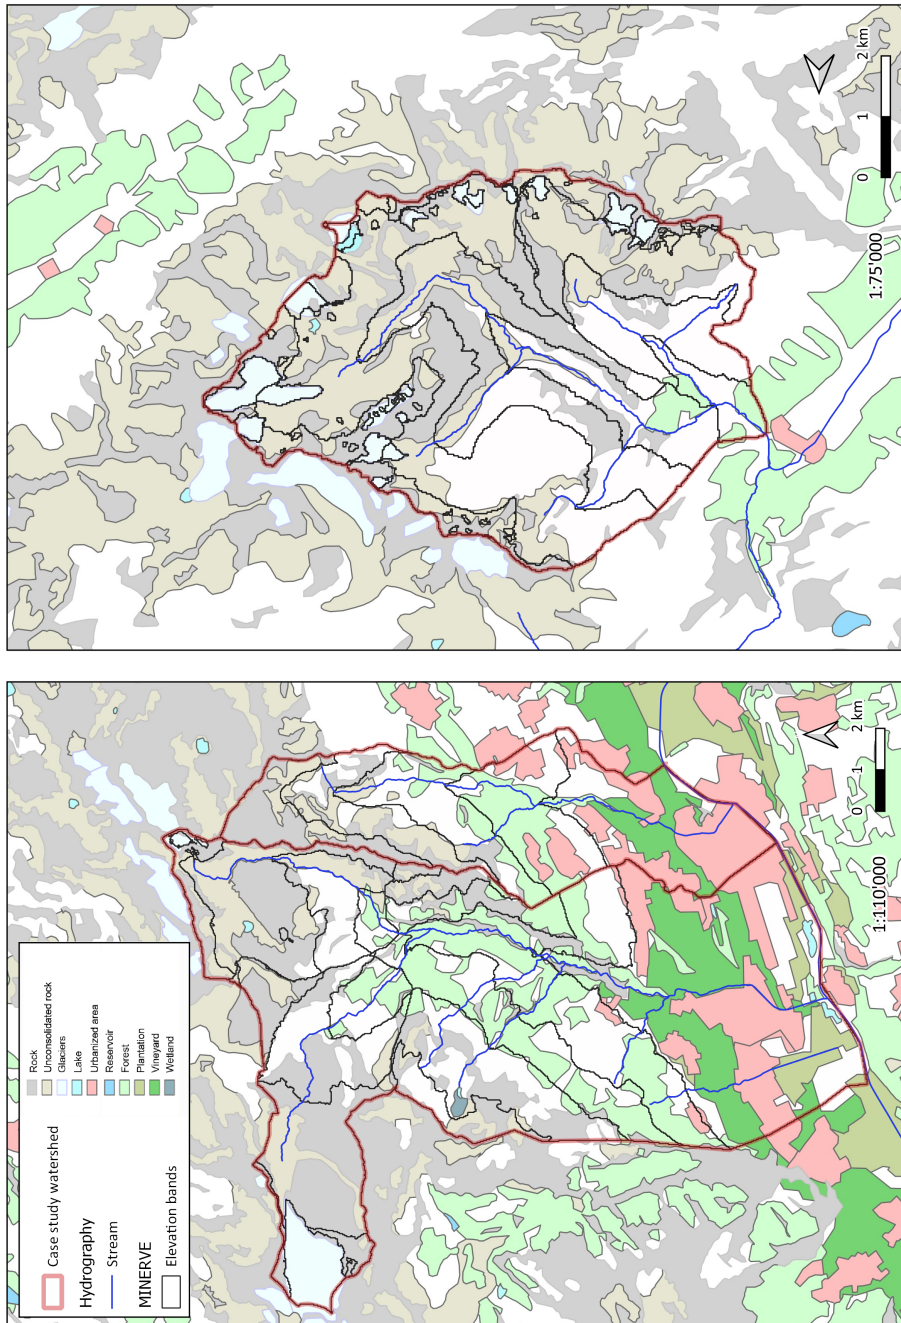 Case study watershed
Hydrography
Stream
MINERVE
Elevation bands
Rock
Unconsolidated rock
Glaciers
Lake
Urbanized area
Reservoir
Forest
Plantation
Vineyard
Wetland
1:110'000
0 1 2 km
1:75'000
0 1 2 km